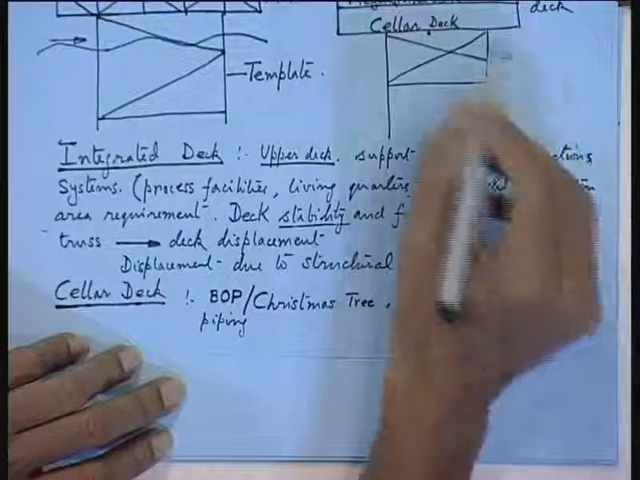 deck
Cellar Deck
Template.
Integrated Deck :- Upper deck. support
Systems. (process facilities, living quarters
area requirement. Deck stability and f
truss → deck displacement
Displacement due to structural
Cellar Deck :- BOP/Christmas Tree,
piping